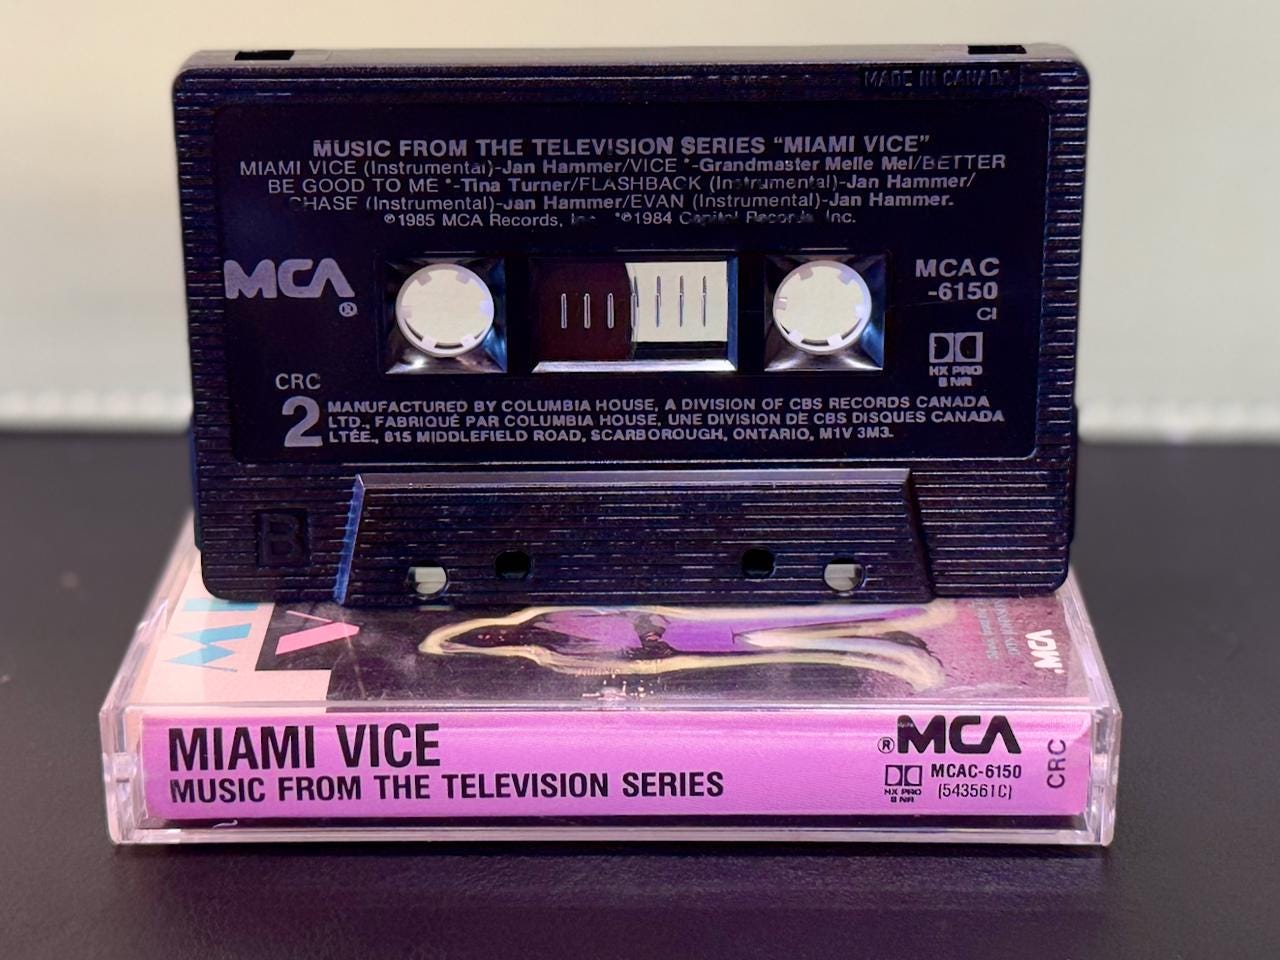 MADE IN CANADA
MUSIC FROM THE TELEVISION SERIES "MIAMI VICE"
MIAMI VICE (Instrumental)-Jan Hammer/VICE *-Grandmaster Melle Mel/BETTER
BE GOOD TO ME *-Tina Turner/FLASHBACK (Instrumental)-Jan Hammer/
CHASE (Instrumental)-Jan Hammer/EVAN (Instrumental)-Jan Hammer.
℗1985 MCA Records, Inc. *℗1984 Capitol Records, Inc.
MCA
®
MCAC
-6150
CI
HX PRO
B NR
CRC
2
MANUFACTURED BY COLUMBIA HOUSE, A DIVISION OF CBS RECORDS CANADA
LTD., FABRIQUÉ PAR COLUMBIA HOUSE, UNE DIVISION DE CBS DISQUES CANADA
LTÉE., 815 MIDDLEFIELD ROAD, SCARBOROUGH, ONTARIO, M1V 3M3.
B
MCA
MIAMI VICE
MUSIC FROM THE TELEVISION SERIES
®MCA
MCAC-6150
HX PRO
B NR
(543561C)
CRC